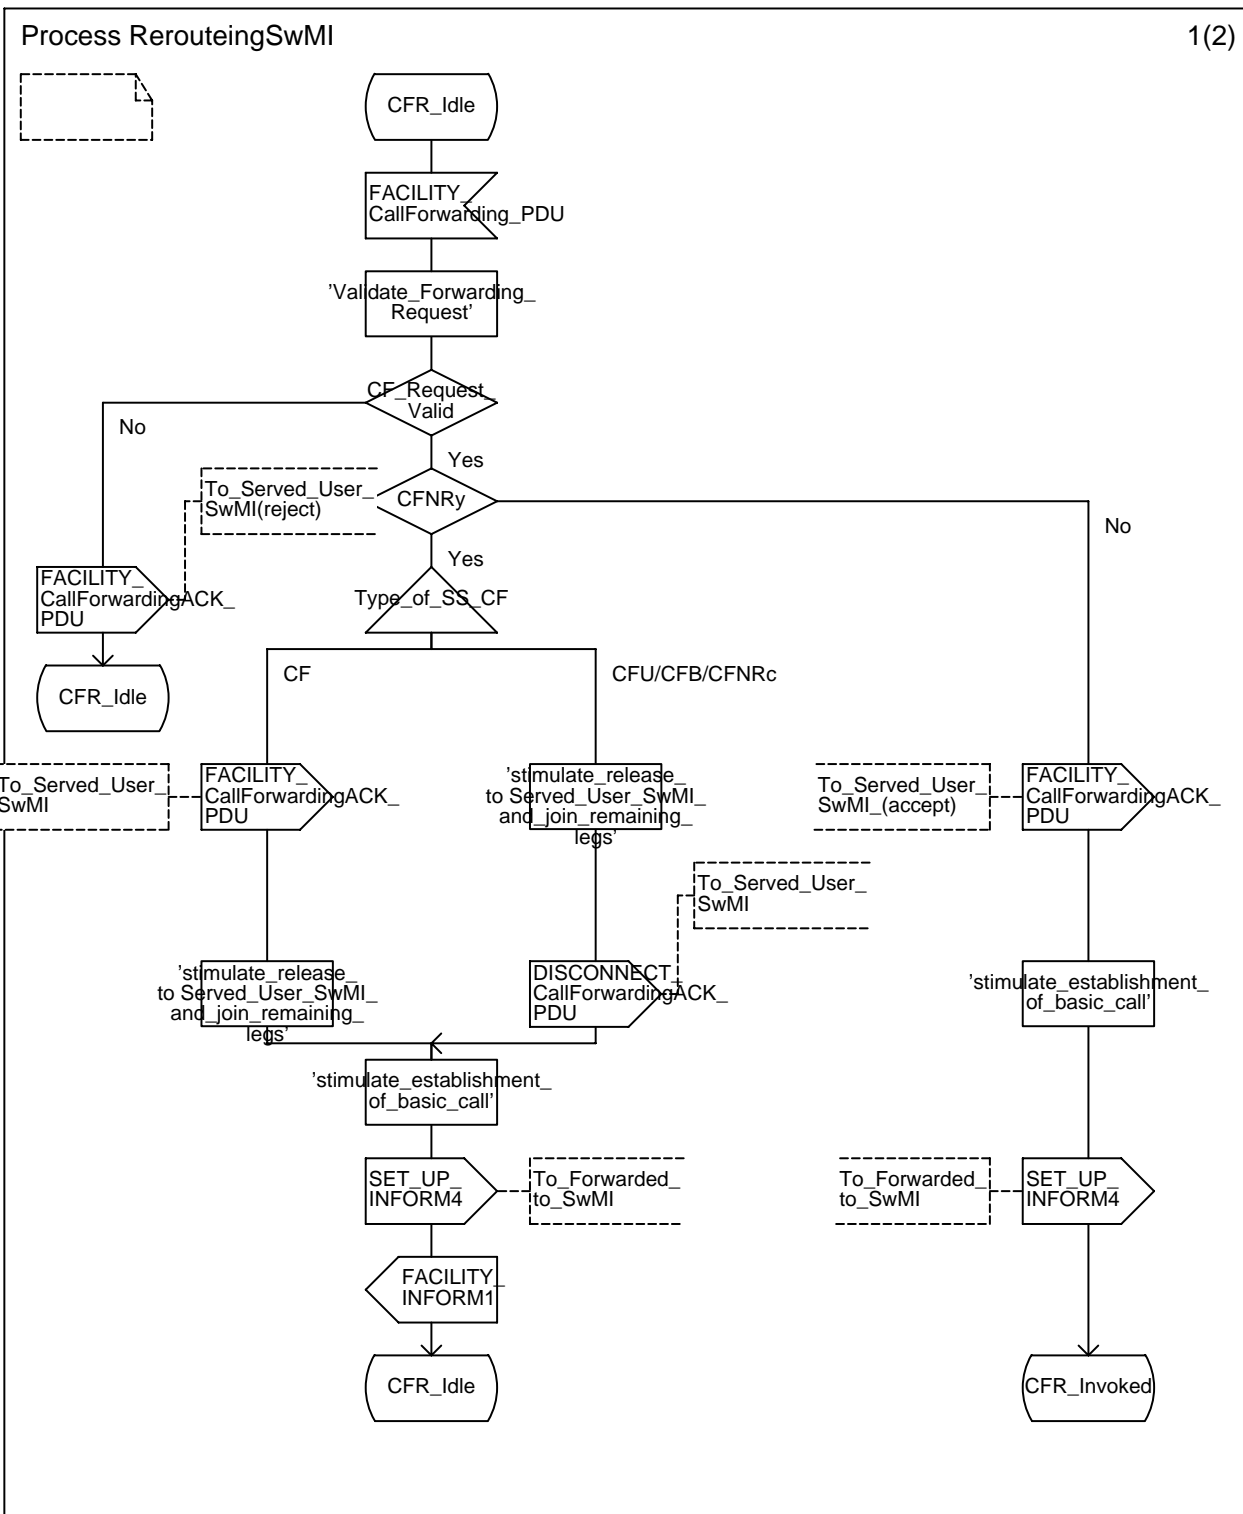 Process RerouteingSwMI
1(2)
CFR_Idle
FACILITY_
CallForwarding_PDU
'Validate_Forwarding_
Request'
CF_Request_
Valid
No
Yes
To_Served_User_
SwMI(reject)
CFNRy
No
Yes
FACILITY_
CallForwardingACK_
PDU
Type_of_SS_CF
CFR_Idle
CF
CFU/CFB/CFNRc
To_Served_User_
SwMI
FACILITY_
CallForwardingACK_
PDU
'stimulate_release_
to Served_User_SwMI_
and_join_remaining_
legs'
To_Served_User_
SwMI_(accept)
FACILITY_
CallForwardingACK_
PDU
To_Served_User_
SwMI
'stimulate_release_
to Served_User_SwMI_
and_join_remaining_
legs'
DISCONNECT_
CallForwardingACK_
PDU
'stimulate_establishment_
of_basic_call'
'stimulate_establishment_
of_basic_call'
SET_UP_
INFORM4
To_Forwarded_
to_SwMI
To_Forwarded_
to_SwMI
SET_UP_
INFORM4
FACILITY_
INFORM1
CFR_Idle
CFR_Invoked